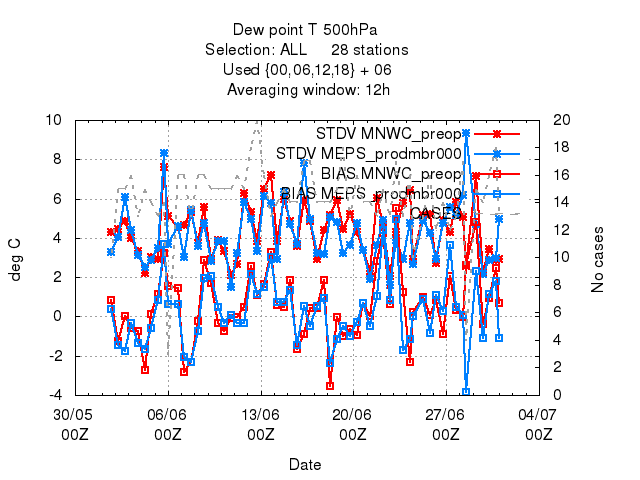 Dew point T 500hPa
Selection: ALL 28 stations
Used {00,06,12,18} + 06
Averaging window: 12h
STDV MNWC_preop
STDV MEPS_prodmbr000
BIAS MNWC_preop
BIAS MEPS_prodmbr000
CASES
deg C
10
8
6
4
2
0
-2
-4
20
18
16
14
12
10
8
6
4
2
0
No cases
30/05 06/06 13/06 20/06 27/06 04/07
00Z 00Z 00Z 00Z 00Z 00Z
Date